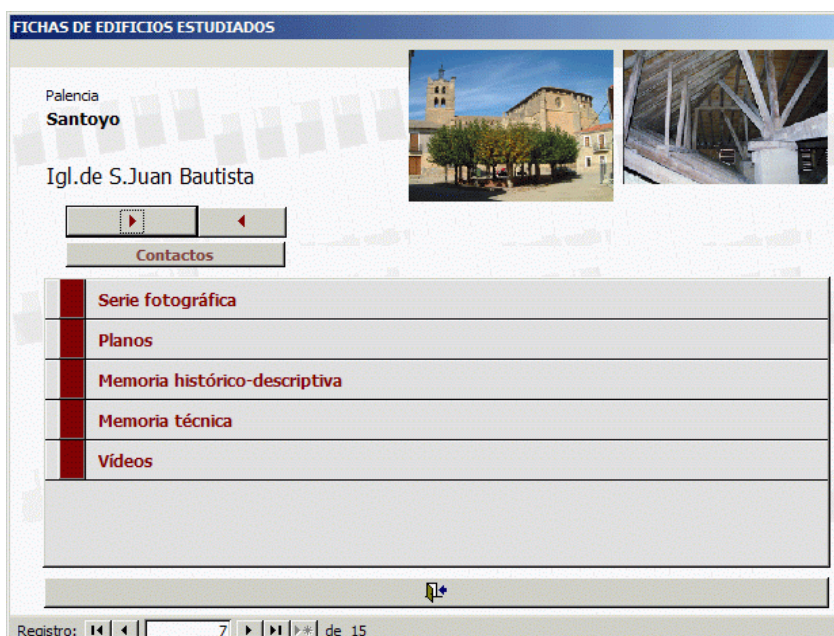 FICHAS DE EDIFICIOS ESTUDIADOS
Palencia
Santoyo
Igl.de S.Juan Bautista
Contactos
Serie fotográfica
Planos
Memoria histórico-descriptiva
Memoria técnica
Vídeos
Registro: 7 de 15